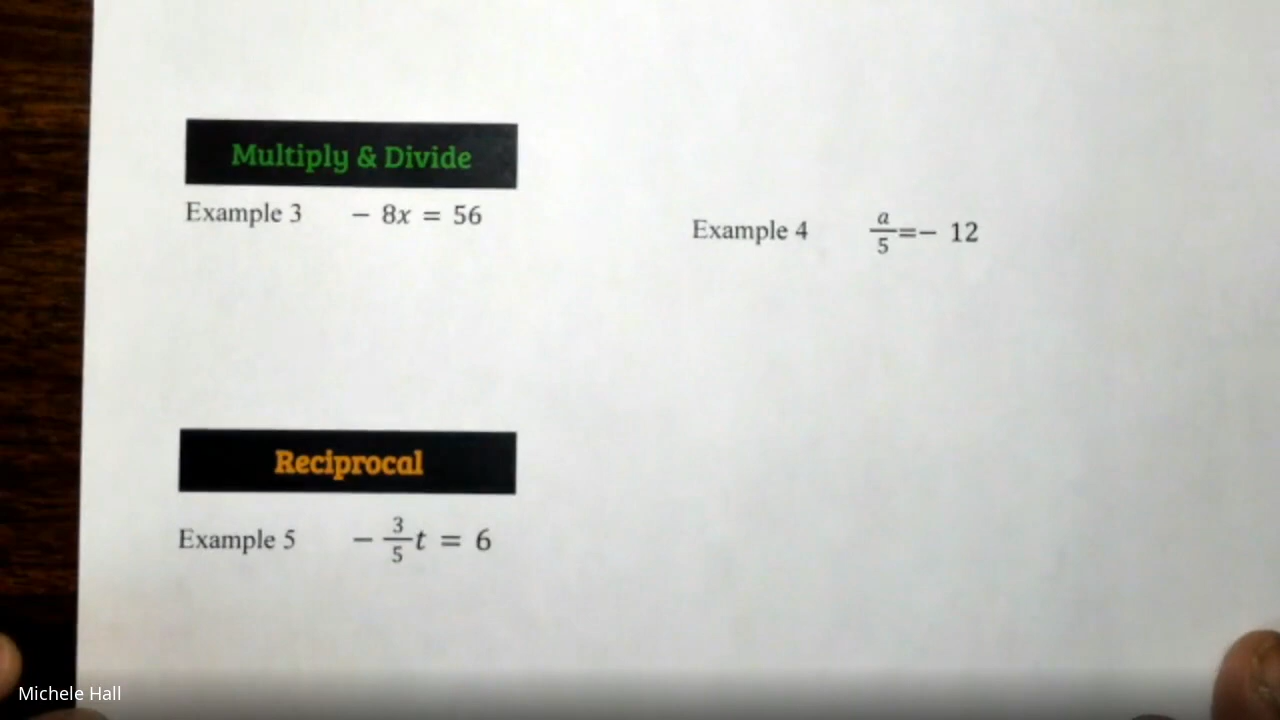 Multiply & Divide
Example 3 − 8x = 56
Example 4 a/5 =− 12
Reciprocal
Example 5 − 3/5 t = 6
Michele Hall